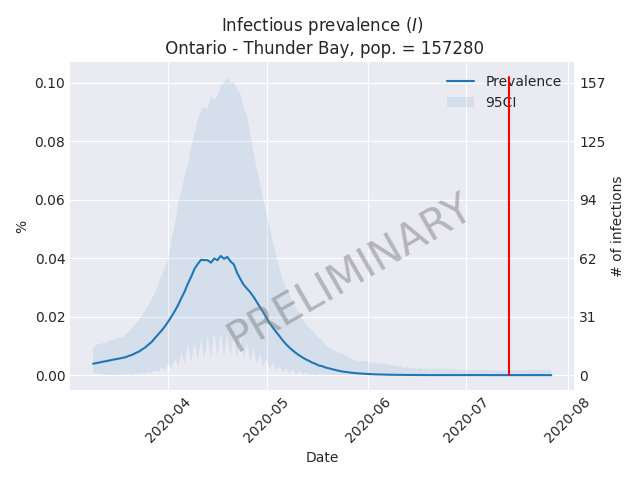 Infectious prevalence (I)
Ontario - Thunder Bay, pop. = 157280
Prevalence
95CI
0.10
0.08
0.06
0.04
0.02
0.00
%
157
125
94
62
31
0
# of infections
PRELIMINARY
2020-04
2020-05
2020-06
2020-07
2020-08
Date